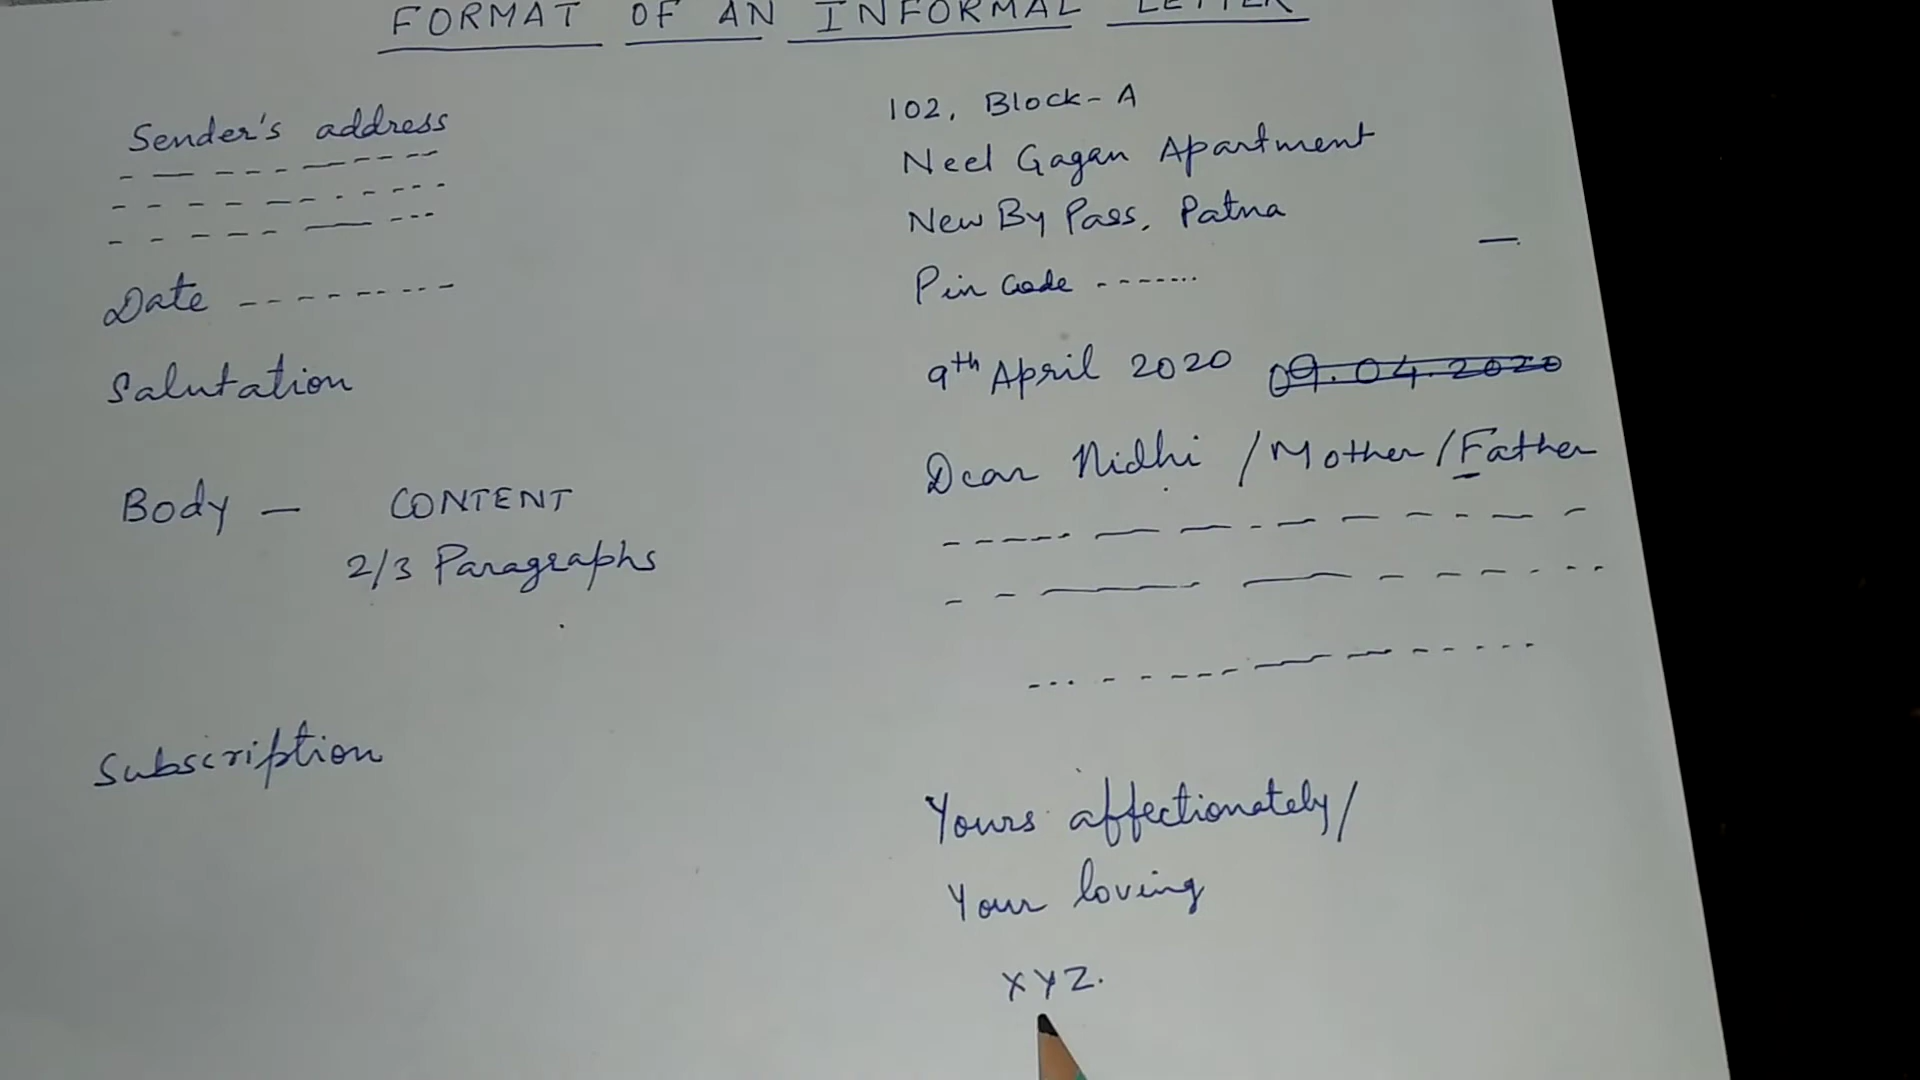 FORMAT OF AN INFORMAL LETTER
Sender's address
Date ---------
Salutation
Body - CONTENT
2/3 Paragraphs
Subscription
102, Block-A
Neel Gagan Apartment
New By Pass, Patna
Pin Code -------
9th April 2020 09.04.2020
Dear Nidhi /Mother/Father
Yours affectionately/
Your loving
XYZ.